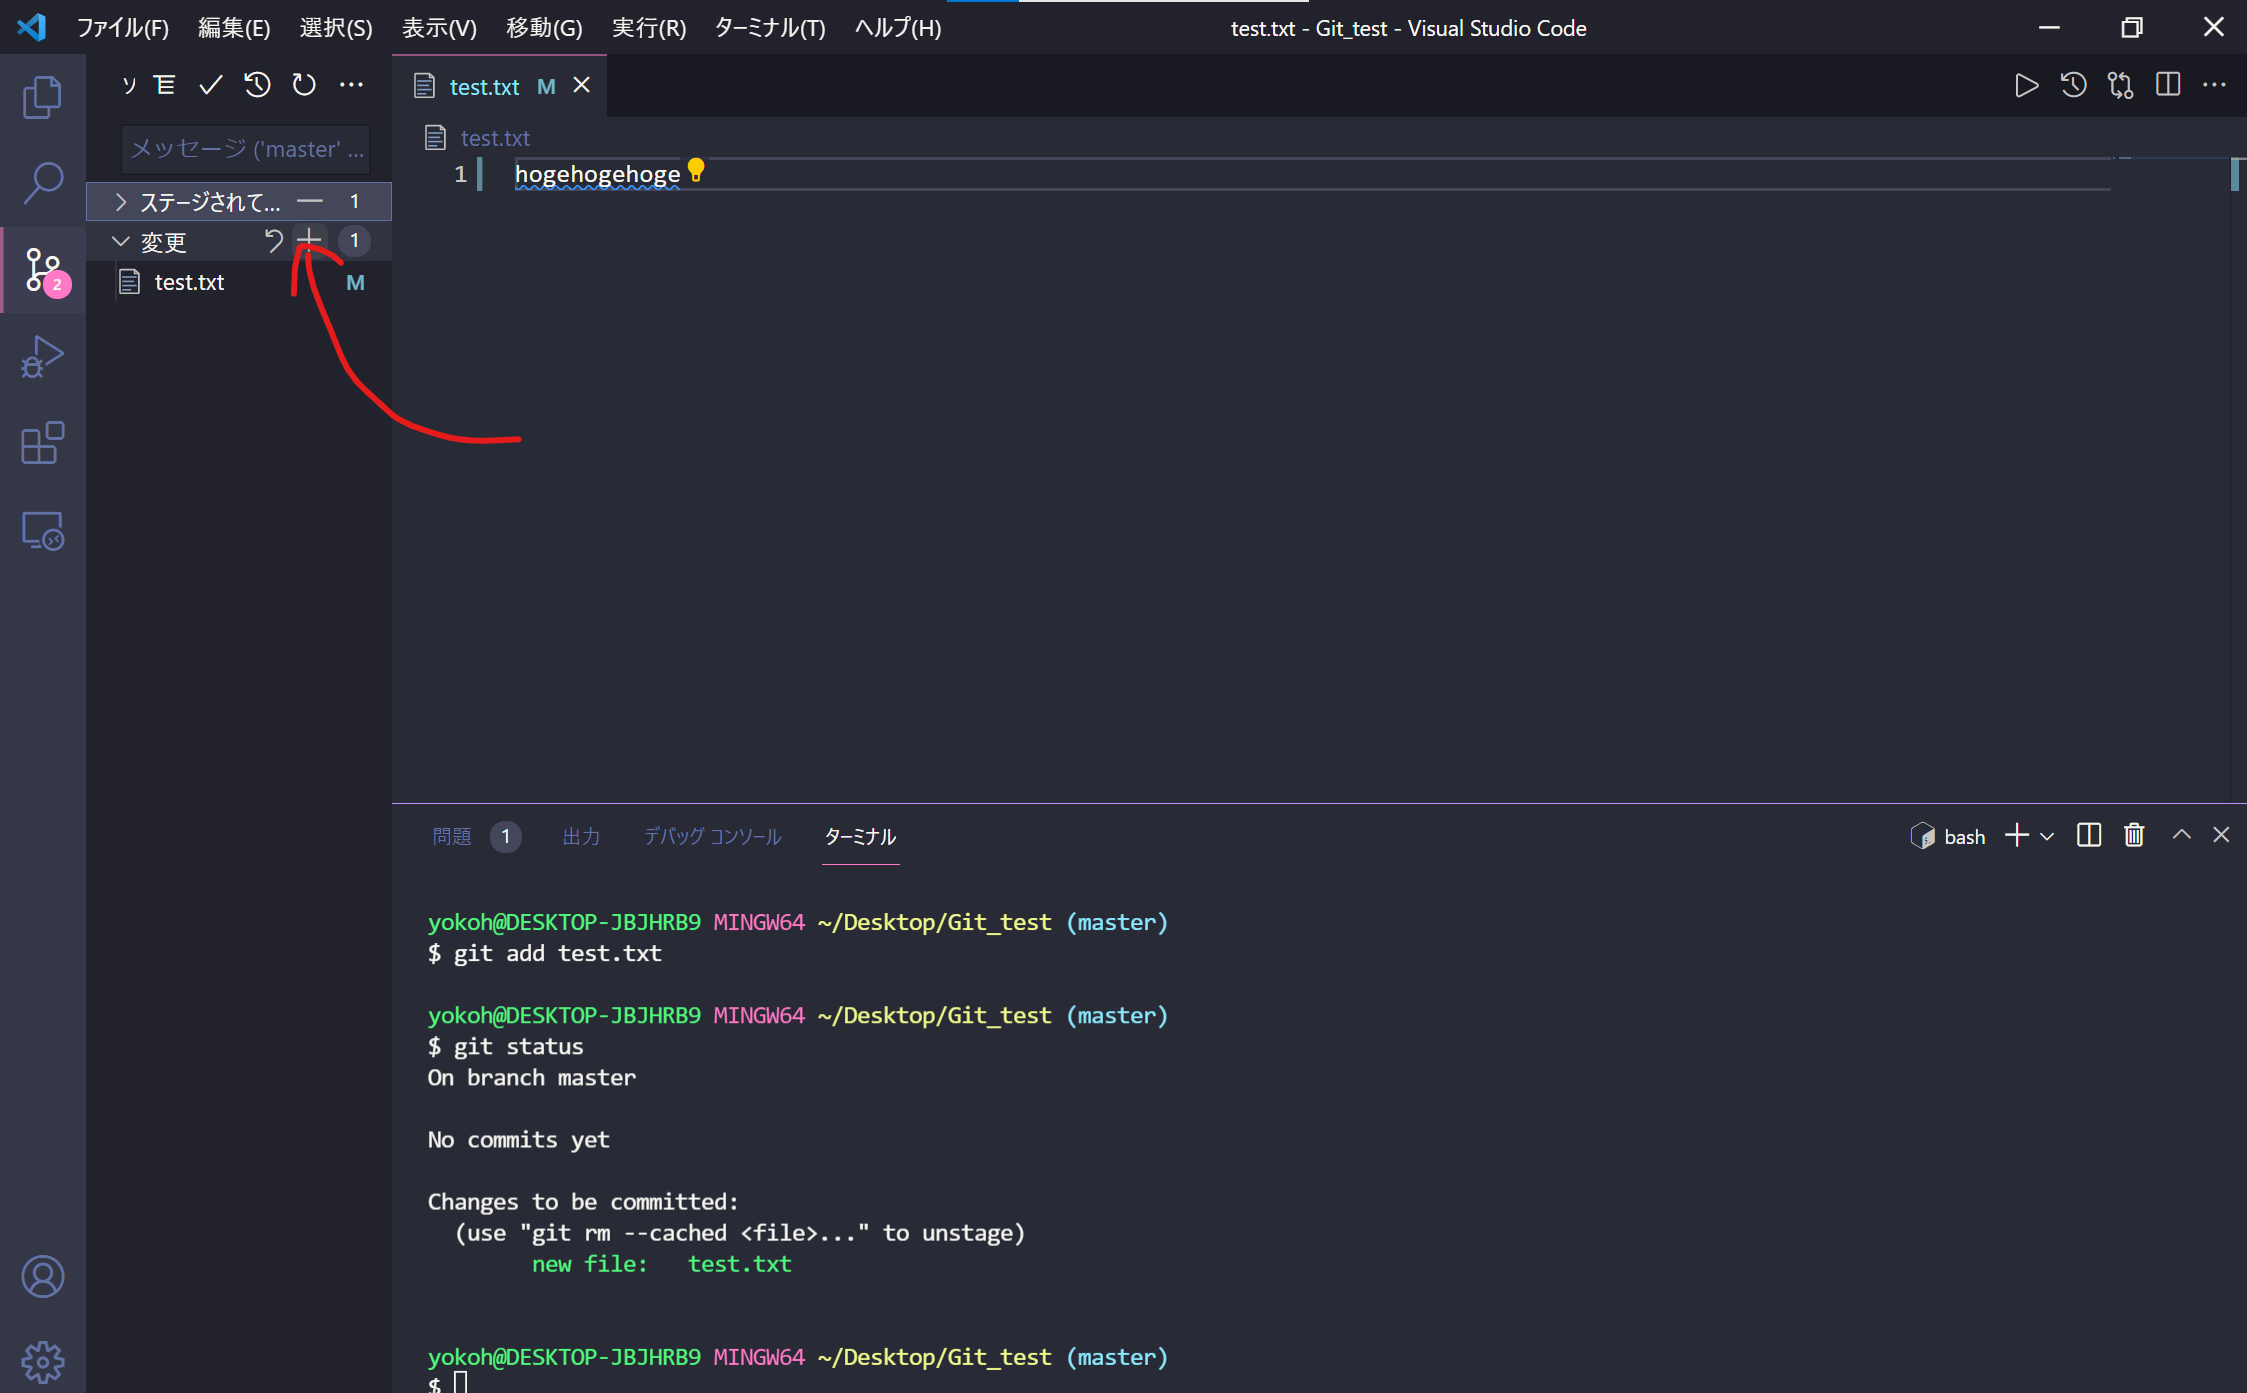 ファイル(F) 編集(E) 選択(S) 表示(V) 移動(G) 実行(R) ターミナル(T) ヘルプ(H) test.txt - Git_test - Visual Studio Code
ソ
test.txt M
メッセージ ('master' ...
test.txt
1 hogehogehoge
ステージされて... 1
変更 1
test.txt M
2
問題 1 出力 デバッグ コンソール ターミナル bash
yokoh@DESKTOP-JBJHRB9 MINGW64 ~/Desktop/Git_test (master)
$ git add test.txt
yokoh@DESKTOP-JBJHRB9 MINGW64 ~/Desktop/Git_test (master)
$ git status
On branch master
No commits yet
Changes to be committed:
(use "git rm --cached <file>..." to unstage)
new file: test.txt
yokoh@DESKTOP-JBJHRB9 MINGW64 ~/Desktop/Git_test (master)
$